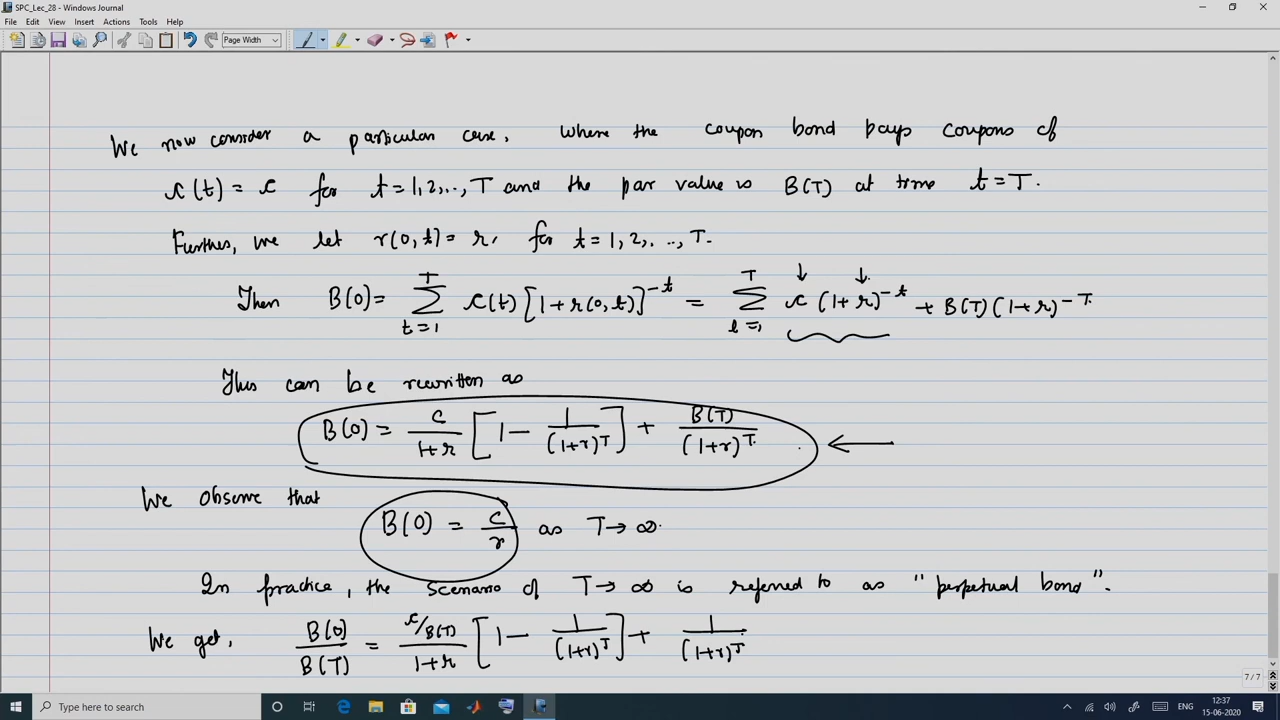 SPC_Lec_28 - Windows Journal
File Edit View Insert Actions Tools Help
Page Width
We now consider a particular case, where the coupon bond pays coupons of
c(t) = c for t=1,2,..,T and the par value is B(T) at time t=T.
Further, we let r(0,t)=r, for t=1,2,...,T.
Then B(0)= ∑_{t=1}^{T} c(t)[1+r(0,t)]^{-t} = ∑_{t=1}^{T} c(1+r)^{-t} + B(T)(1+r)^{-T}
This can be rewritten as
B(0) = c/(1+r) [1 - 1/(1+r)^T] + B(T)/(1+r)^T
We observe that
B(0) = c/r as T→∞.
In practice, the scenario of T→∞ is referred to as "perpetual bond".
We get, B(0)/B(T) = (c/B(T))/(1+r) [1 - 1/(1+r)^T] + 1/(1+r)^T
7 / 7
Type here to search
ENG
12:37
15-06-2020